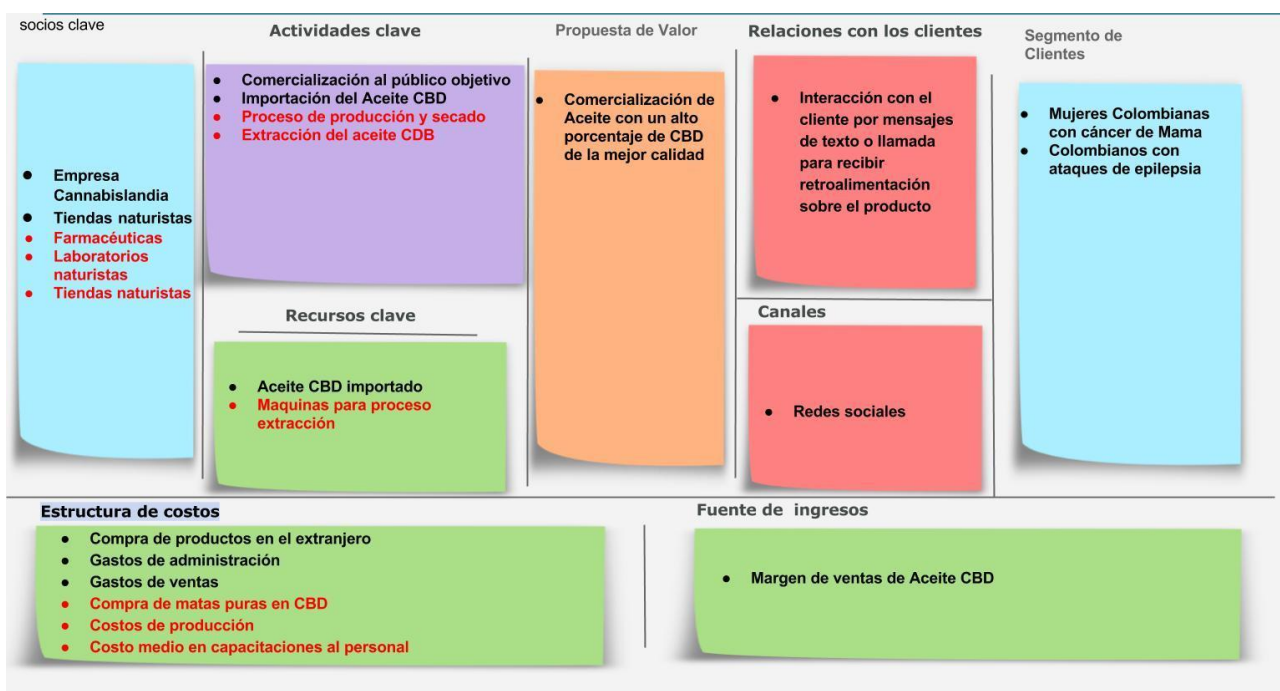 socios clave
Empresa
Cannabislandia
Tiendas naturistas
Farmacéuticas
Laboratorios
naturistas
Tiendas naturistas
Actividades clave
Comercialización al público objetivo
Importación del Aceite CBD
Proceso de producción y secado
Extracción del aceite CDB
Recursos clave
Aceite CBD importado
Maquinas para proceso
extracción
Propuesta de Valor
Comercialización de
Aceite con un alto
porcentaje de CBD
de la mejor calidad
Relaciones con los clientes
Interacción con el
cliente por mensajes
de texto o llamada
para recibir
retroalimentación
sobre el producto
Canales
Redes sociales
Segmento de
Clientes
Mujeres Colombianas
con cáncer de Mama
Colombianos con
ataques de epilepsia
Estructura de costos
Compra de productos en el extranjero
Gastos de administración
Gastos de ventas
Compra de matas puras en CBD
Costos de producción
Costo medio en capacitaciones al personal
Fuente de ingresos
Margen de ventas de Aceite CBD